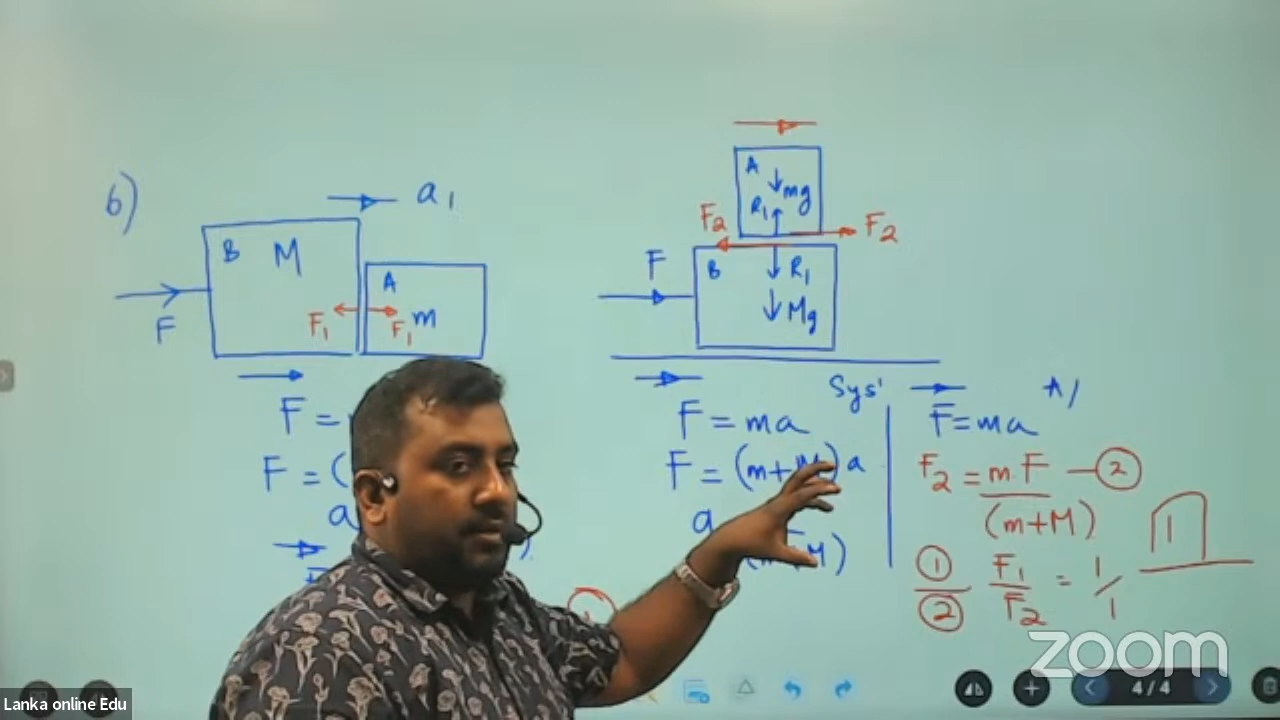 6)
a1
B M
A
F
F1
F1 m
A
mg
R1
F2
F2
F
B
R1
Mg
F =
F = (
a
Sys'
F = ma
F = (m+M)a
a
M)
A/
F = ma
F2 = m.F — ②
(m+M)
①
②
F1
F2
= 1/1
1
zoom
4/4
Lanka online Edu